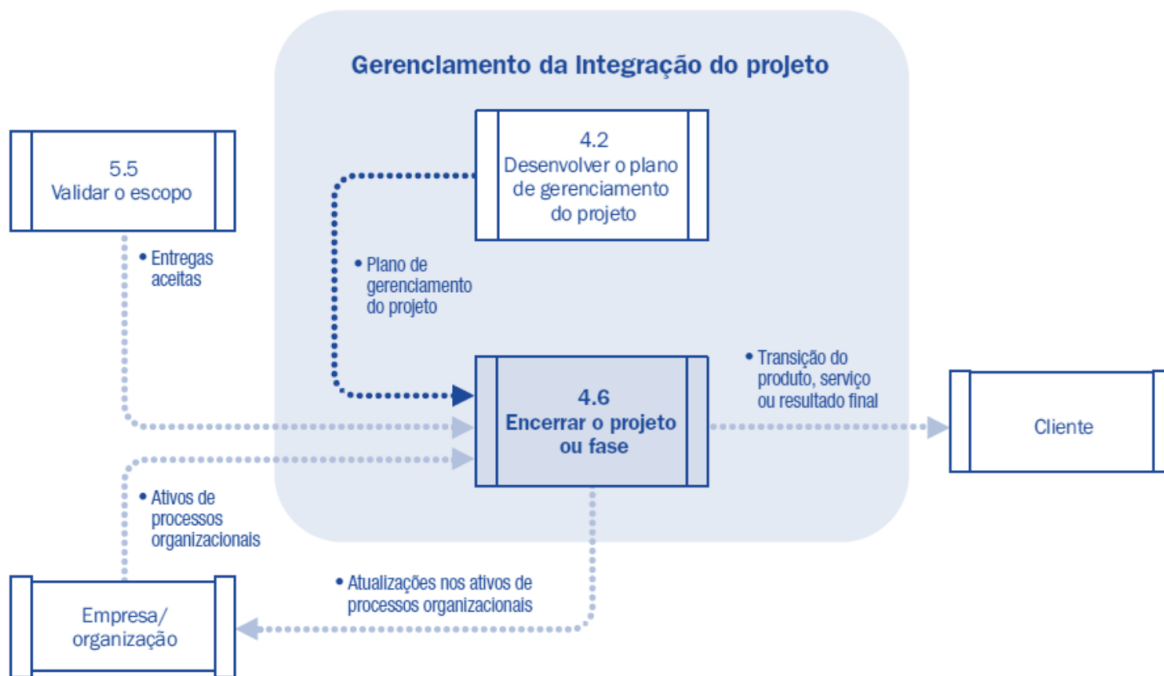 Gerenciamento da Integração do projeto
5.5
Validar o escopo
4.2
Desenvolver o plano
de gerenciamento
do projeto
• Entregas
aceitas
• Plano de
gerenciamento
do projeto
4.6
Encerrar o projeto
ou fase
• Transição do
produto, serviço
ou resultado final
Cliente
• Ativos de
processos
organizacionais
• Atualizações nos ativos de
processos organizacionais
Empresa/
organização